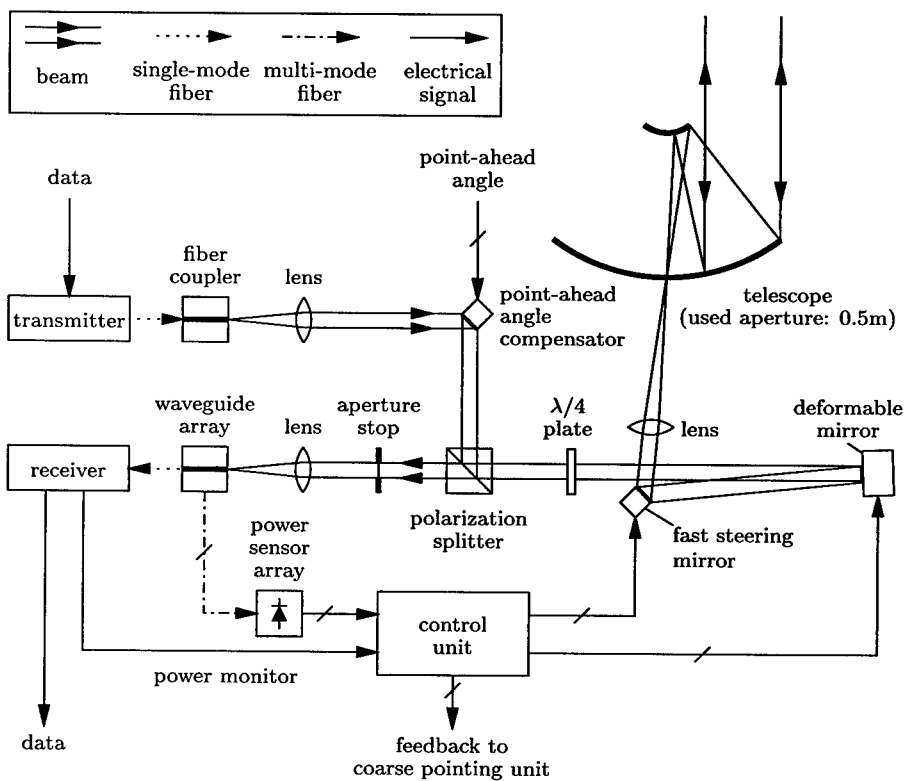 beam
single-mode
fiber
multi-mode
fiber
electrical
signal
data
point-ahead
angle
fiber
coupler
lens
transmitter
point-ahead
angle
compensator
telescope
(used aperture: 0.5m)
waveguide
array
lens
aperture
stop
λ/4
plate
lens
deformable
mirror
receiver
polarization
splitter
fast steering
mirror
power
sensor
array
control
unit
power monitor
data
feedback to
coarse pointing unit